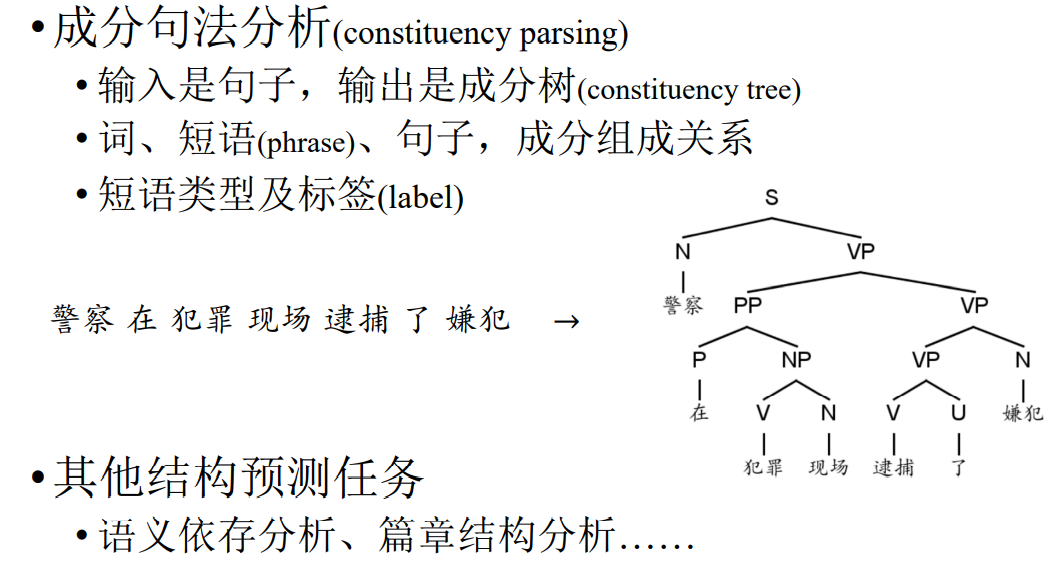 •成分句法分析(constituency parsing)
•输入是句子，输出是成分树(constituency tree)
•词、短语(phrase)、句子，成分组成关系
•短语类型及标签(label)
警察 在 犯罪 现场 逮捕 了 嫌犯 →
S
N VP
警察 PP VP
P NP VP N
在 V N V U 嫌犯
犯罪 现场 逮捕 了
•其他结构预测任务
•语义依存分析、篇章结构分析……